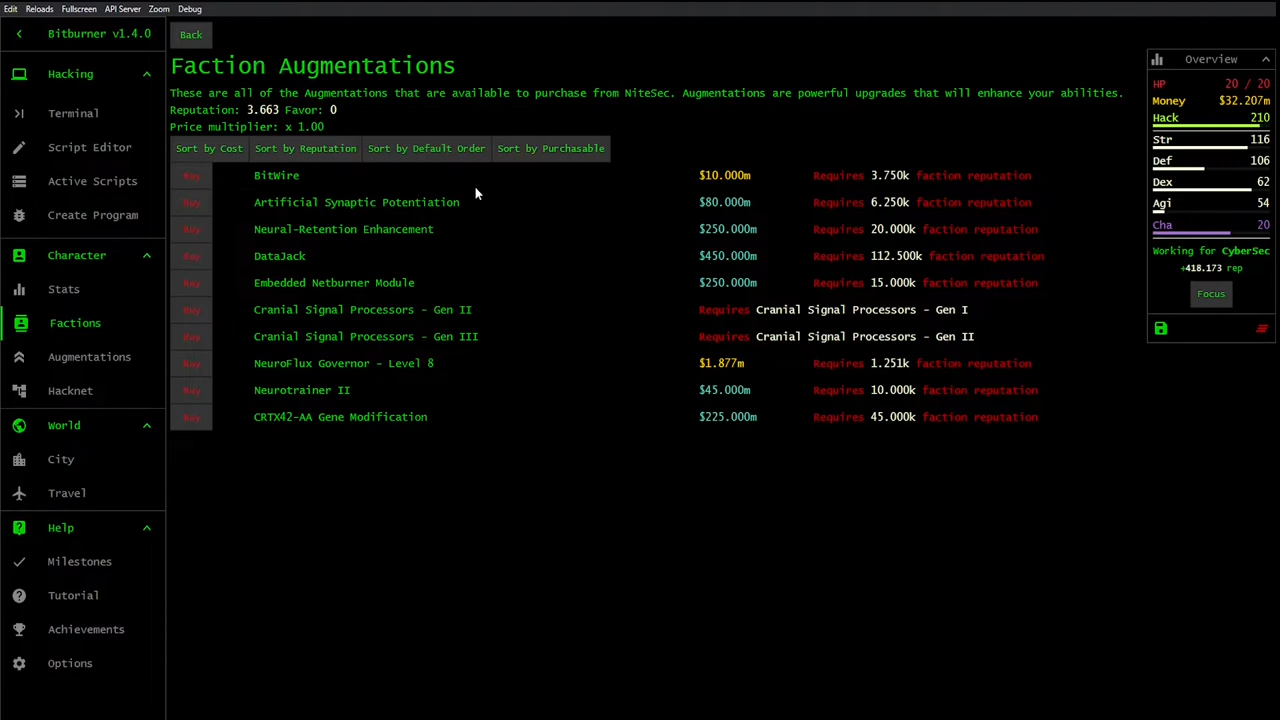 Edit Reloads Fullscreen API Server Zoom Debug
Bitburner v1.4.0
Hacking
Terminal
Script Editor
Active Scripts
Create Program
Character
Stats
Factions
Augmentations
Hacknet
World
City
Travel
Help
Milestones
Tutorial
Achievements
Options
Back
Faction Augmentations
These are all of the Augmentations that are available to purchase from NiteSec. Augmentations are powerful upgrades that will enhance your abilities.
Reputation: 3.663 Favor: 0
Price multiplier: x 1.00
Sort by Cost Sort by Reputation Sort by Default Order Sort by Purchasable
Buy BitWire $10.000m Requires 3.750k faction reputation
Buy Artificial Synaptic Potentiation $80.000m Requires 6.250k faction reputation
Buy Neural-Retention Enhancement $250.000m Requires 20.000k faction reputation
Buy DataJack $450.000m Requires 112.500k faction reputation
Buy Embedded Netburner Module $250.000m Requires 15.000k faction reputation
Buy Cranial Signal Processors - Gen II Requires Cranial Signal Processors - Gen I
Buy Cranial Signal Processors - Gen III Requires Cranial Signal Processors - Gen II
Buy NeuroFlux Governor - Level 8 $1.877m Requires 1.251k faction reputation
Buy Neurotrainer II $45.000m Requires 10.000k faction reputation
Buy CRTX42-AA Gene Modification $225.000m Requires 45.000k faction reputation
Overview
HP 20 / 20
Money $32.207m
Hack 210
Str 116
Def 106
Dex 62
Agi 54
Cha 20
Working for CyberSec
+418.173 rep
Focus